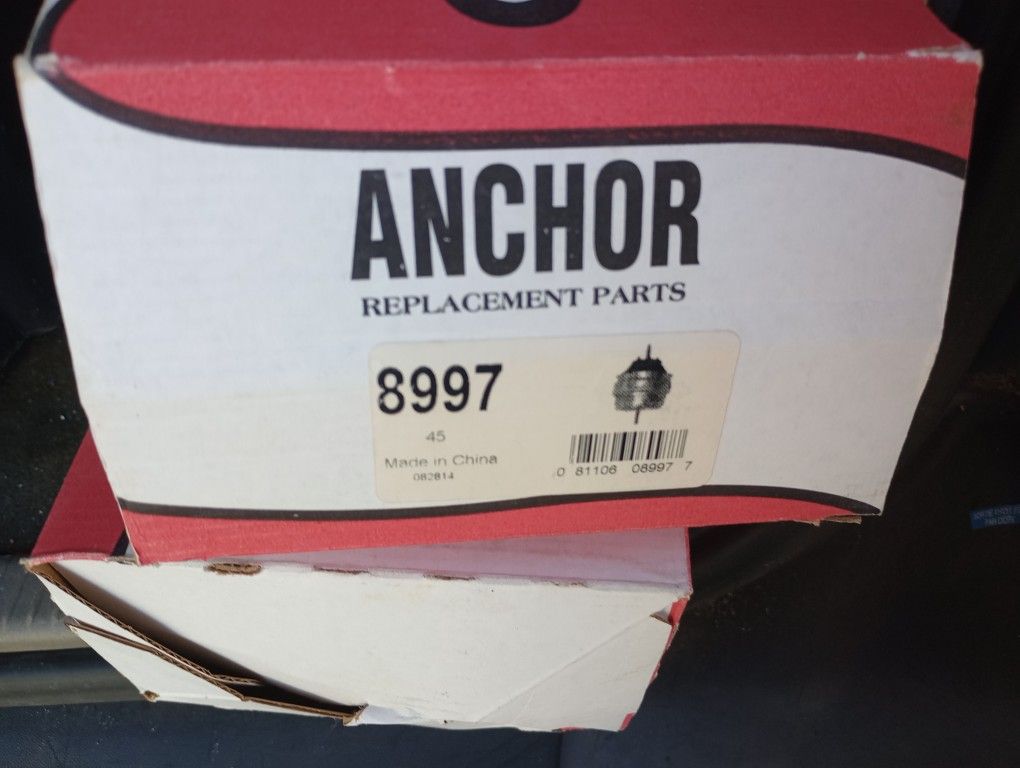 ANCHOR
REPLACEMENT PARTS
8997
45
Made in China
082814
0 81106 08997 7